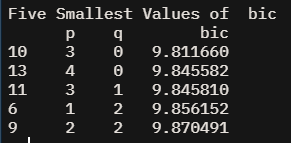 Five Smallest Values of  bic
      p    q       bic
10    3    0    9.811660
13    4    0    9.845582
11    3    1    9.845810
6     1    2    9.856152
9     2    2    9.870491